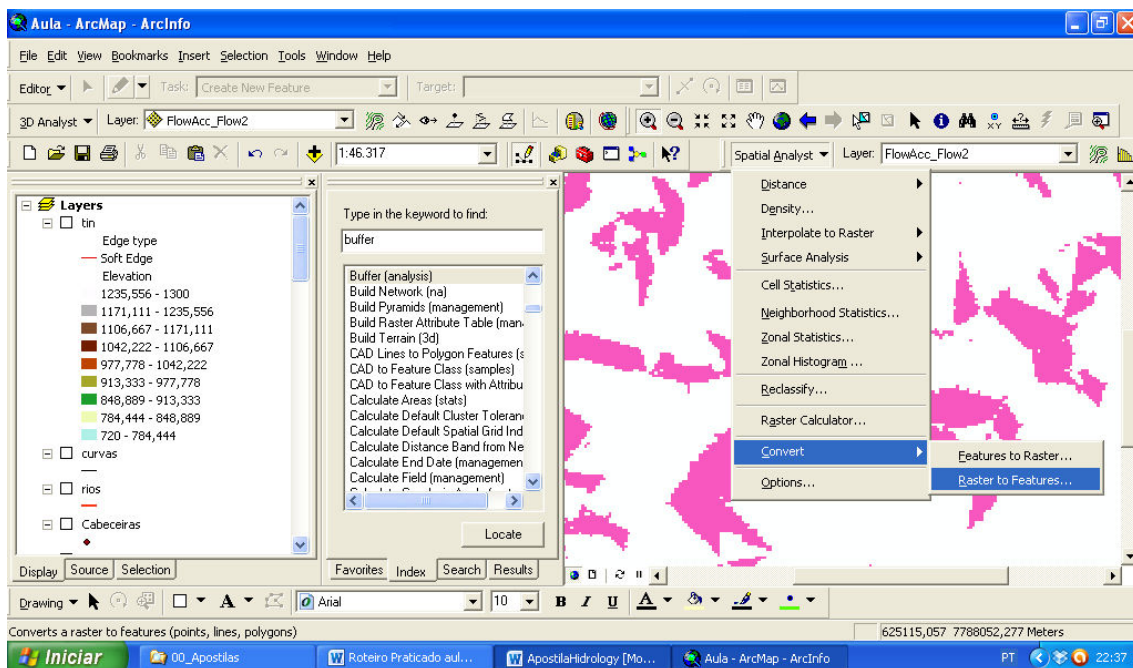 Aula - ArcMap - ArcInfo
File Edit View Bookmarks Insert Selection Tools Window Help
Editor Task: Create New Feature Target:
3D Analyst Layer: FlowAcc_Flow2
1:46.317 Spatial Analyst Layer: FlowAcc_Flow2
Layers
tin
Edge type
Soft Edge
Elevation
1235,556 - 1300
1171,111 - 1235,556
1106,667 - 1171,111
1042,222 - 1106,667
977,778 - 1042,222
913,333 - 977,778
848,889 - 913,333
784,444 - 848,889
720 - 784,444
curvas
rios
Cabeceiras
Display Source Selection
Type in the keyword to find:
buffer
Buffer (analysis)
Build Network (na)
Build Pyramids (management)
Build Raster Attribute Table (man
Build Terrain (3d)
CAD Lines to Polygon Features (s
CAD to Feature Class (samples)
CAD to Feature Class with Attribu
Calculate Areas (stats)
Calculate Default Cluster Toleran
Calculate Default Spatial Grid Ind
Calculate Distance Band from Ne
Calculate End Date (managemen
Calculate Field (management)
Locate
Favorites Index Search Results
Distance
Density...
Interpolate to Raster
Surface Analysis
Cell Statistics...
Neighborhood Statistics...
Zonal Statistics...
Zonal Histogram ...
Reclassify...
Raster Calculator...
Convert
Options...
Features to Raster...
Raster to Features...
Drawing A Arial 10 B I U A
Converts a raster to features (points, lines, polygons) 625115,057 7788052,277 Meters
Iniciar 00_Apostilas Roteiro Praticado aul... ApostilaHidrology [Mo... Aula - ArcMap - ArcInfo PT 22:37